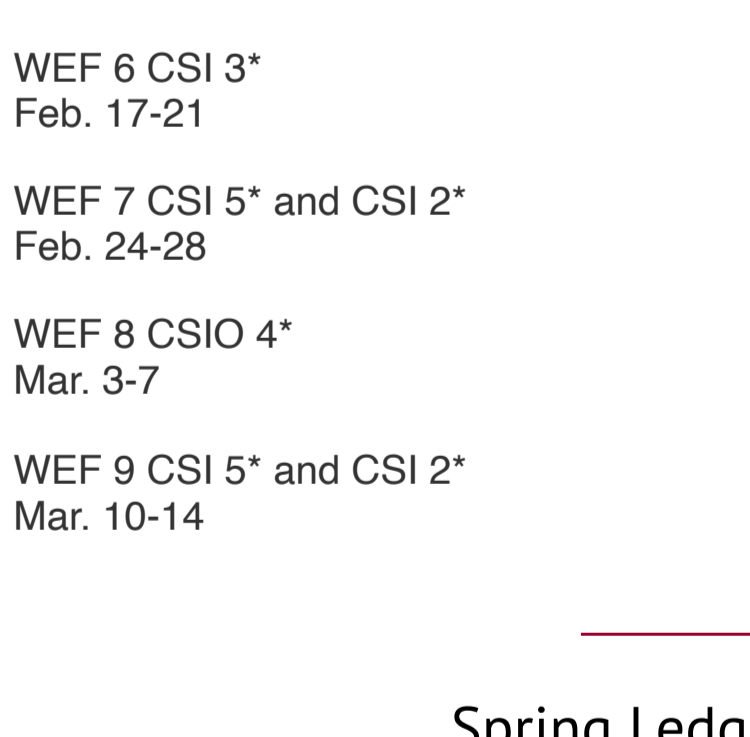 WEF 6 CSI 3*
Feb. 17-21
WEF 7 CSI 5* and CSI 2*
Feb. 24-28
WEF 8 CSIO 4*
Mar. 3-7
WEF 9 CSI 5* and CSI 2*
Mar. 10-14
Spring